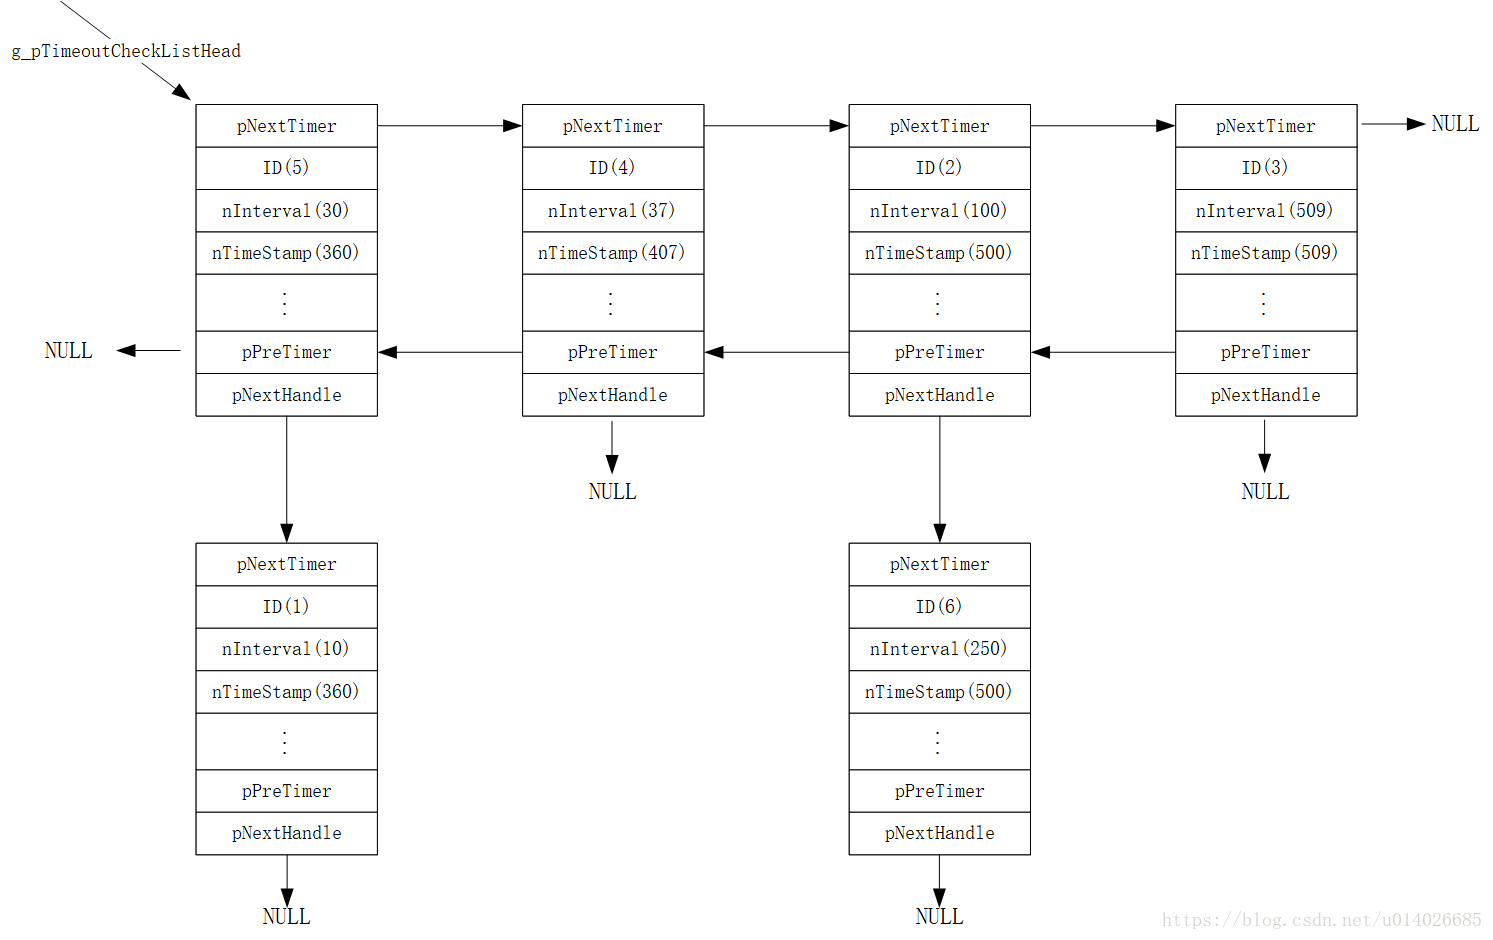 g_pTimeoutCheckListHead
pNextTimer pNextTimer pNextTimer pNextTimer NULL
ID(5) ID(4) ID(2) ID(3)
nInterval(30) nInterval(37) nInterval(100) nInterval(509)
nTimeStamp(360) nTimeStamp(407) nTimeStamp(500) nTimeStamp(509)
⋮ ⋮ ⋮ ⋮
NULL pPreTimer pPreTimer pPreTimer pPreTimer
pNextHandle pNextHandle pNextHandle pNextHandle
NULL NULL
pNextTimer pNextTimer
ID(1) ID(6)
nInterval(10) nInterval(250)
nTimeStamp(360) nTimeStamp(500)
⋮ ⋮
pPreTimer pPreTimer
pNextHandle pNextHandle
NULL NULL
https://blog.csdn.net/u014026685